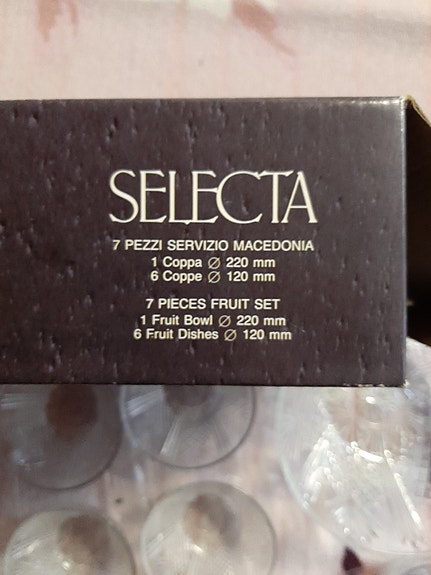 SELECTA
7 PEZZI SERVIZIO MACEDONIA
1 Coppa ∅ 220 mm
6 Coppe ∅ 120 mm
7 PIECES FRUIT SET
1 Fruit Bowl ∅ 220 mm
6 Fruit Dishes ∅ 120 mm